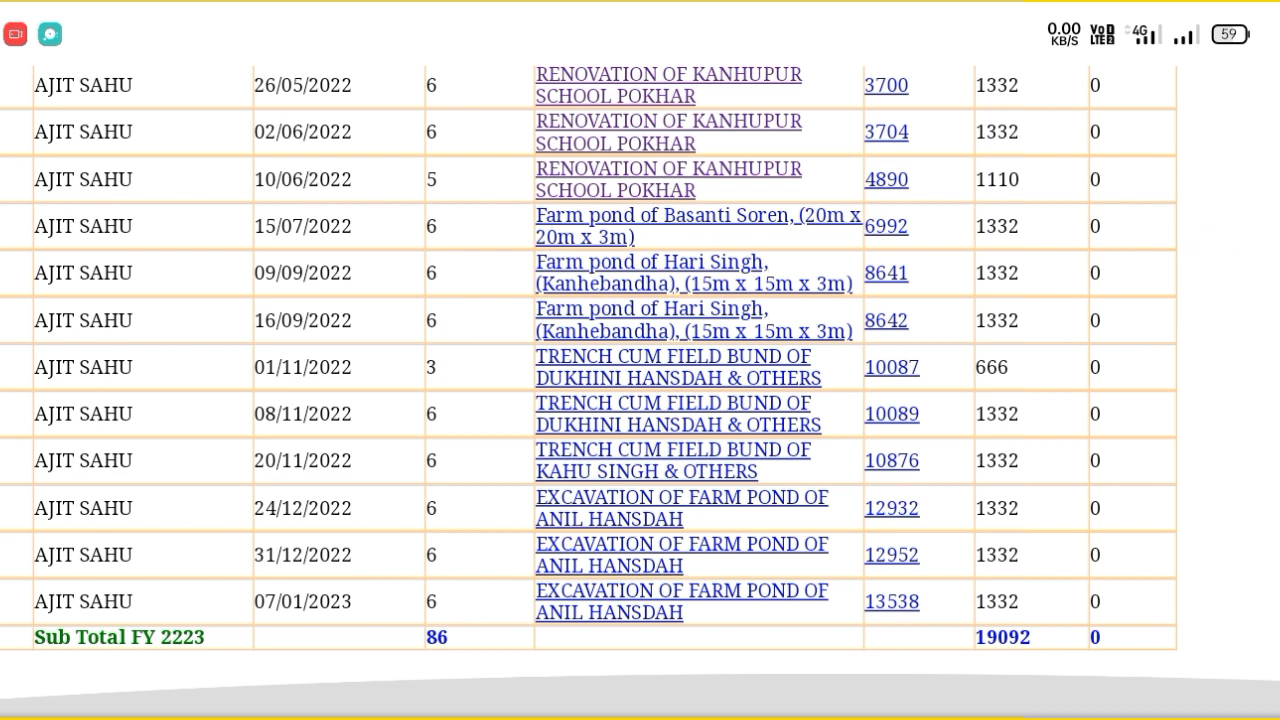 0.00 KB/S Vo LTE 2 4G 59
AJIT SAHU 26/05/2022 6 RENOVATION OF KANHUPUR SCHOOL POKHAR 3700 1332 0
AJIT SAHU 02/06/2022 6 RENOVATION OF KANHUPUR SCHOOL POKHAR 3704 1332 0
AJIT SAHU 10/06/2022 5 RENOVATION OF KANHUPUR SCHOOL POKHAR 4890 1110 0
AJIT SAHU 15/07/2022 6 Farm pond of Basanti Soren, (20m x 20m x 3m) 6992 1332 0
AJIT SAHU 09/09/2022 6 Farm pond of Hari Singh, (Kanhebandha), (15m x 15m x 3m) 8641 1332 0
AJIT SAHU 16/09/2022 6 Farm pond of Hari Singh, (Kanhebandha), (15m x 15m x 3m) 8642 1332 0
AJIT SAHU 01/11/2022 3 TRENCH CUM FIELD BUND OF DUKHINI HANSDAH & OTHERS 10087 666 0
AJIT SAHU 08/11/2022 6 TRENCH CUM FIELD BUND OF DUKHINI HANSDAH & OTHERS 10089 1332 0
AJIT SAHU 20/11/2022 6 TRENCH CUM FIELD BUND OF KAHU SINGH & OTHERS 10876 1332 0
AJIT SAHU 24/12/2022 6 EXCAVATION OF FARM POND OF ANIL HANSDAH 12932 1332 0
AJIT SAHU 31/12/2022 6 EXCAVATION OF FARM POND OF ANIL HANSDAH 12952 1332 0
AJIT SAHU 07/01/2023 6 EXCAVATION OF FARM POND OF ANIL HANSDAH 13538 1332 0
Sub Total FY 2223 86 19092 0